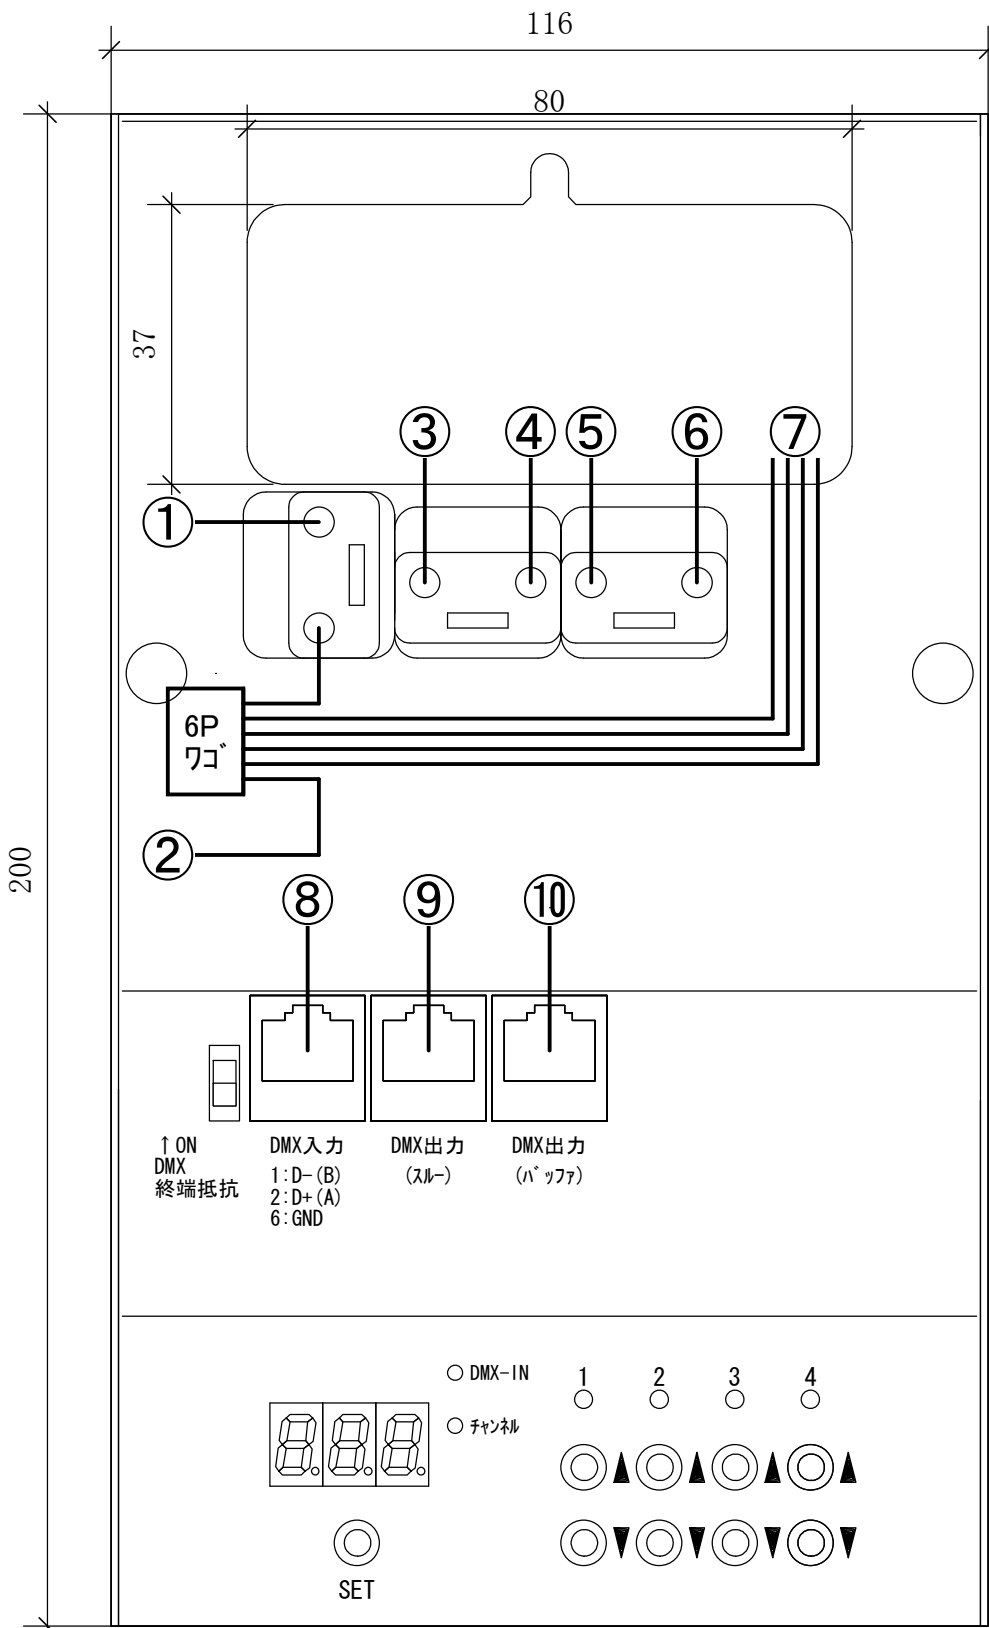 116
80
37
③ ④ ⑤ ⑥ ⑦
①
6P
ワゴ
②
200
⑧ ⑨ ⑩
↑ON
DMX
終端抵抗
DMX入力
1:D-(B)
2:D+(A)
6:GND
DMX出力
(スルー)
DMX出力
(バッファ)
DMX-IN
チャンネル
1 2 3 4
8.8.8.
▲ ▲ ▲ ▲
▼ ▼ ▼ ▼
SET